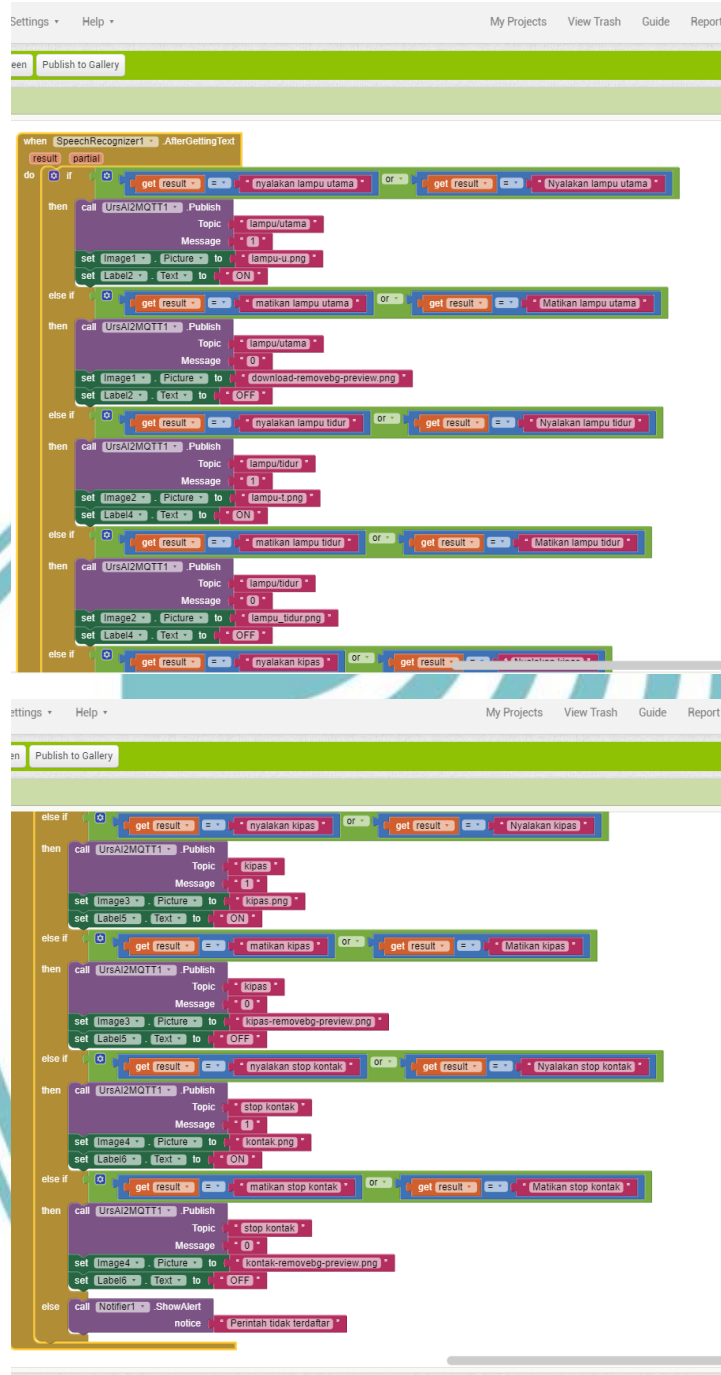 Settings Help My Projects View Trash Guide Report
een Publish to Gallery
when SpeechRecognizer1 .AfterGettingText
result partial
do if get result = " nyalakan lampu utama " or get result = " Nyalakan lampu utama "
then call UrsAI2MQTT1 .Publish
Topic " lampu/utama "
Message " 1 "
set Image1 . Picture to " lampu-u.png "
set Label2 . Text to " ON "
else if get result = " matikan lampu utama " or get result = " Matikan lampu utama "
then call UrsAI2MQTT1 .Publish
Topic " lampu/utama "
Message " 0 "
set Image1 . Picture to " download-removebg-preview.png "
set Label2 . Text to " OFF "
else if get result = " nyalakan lampu tidur " or get result = " Nyalakan lampu tidur "
then call UrsAI2MQTT1 .Publish
Topic " lampu/tidur "
Message " 1 "
set Image2 . Picture to " lampu-t.png "
set Label4 . Text to " ON "
else if get result = " matikan lampu tidur " or get result = " Matikan lampu tidur "
then call UrsAI2MQTT1 .Publish
Topic " lampu/tidur "
Message " 0 "
set Image2 . Picture to " lampu_tidur.png "
set Label4 . Text to " OFF "
else if get result = " nyalakan kipas " or get result
ettings Help My Projects View Trash Guide Report
en Publish to Gallery
else if get result = " nyalakan kipas " or get result = " Nyalakan kipas "
then call UrsAI2MQTT1 .Publish
Topic " kipas "
Message " 1 "
set Image3 . Picture to " kipas.png "
set Label5 . Text to " ON "
else if get result = " matikan kipas " or get result = " Matikan kipas "
then call UrsAI2MQTT1 .Publish
Topic " kipas "
Message " 0 "
set Image3 . Picture to " kipas-removebg-preview.png "
set Label5 . Text to " OFF "
else if get result = " nyalakan stop kontak " or get result = " Nyalakan stop kontak "
then call UrsAI2MQTT1 .Publish
Topic " stop kontak "
Message " 1 "
set Image4 . Picture to " kontak.png "
set Label6 . Text to " ON "
else if get result = " matikan stop kontak " or get result = " Matikan stop kontak "
then call UrsAI2MQTT1 .Publish
Topic " stop kontak "
Message " 0 "
set Image4 . Picture to " kontak-removebg-preview.png "
set Label6 . Text to " OFF "
else call Notifier1 .ShowAlert
notice " Perintah tidak terdaftar "